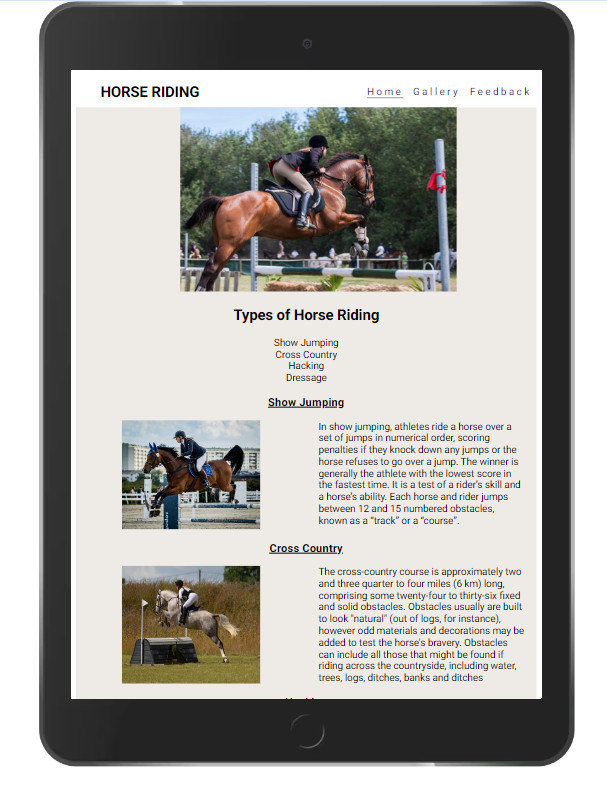 HORSE RIDING
Home Gallery Feedback
Types of Horse Riding
Show Jumping
Cross Country
Hacking
Dressage
Show Jumping
In show jumping, athletes ride a horse over a
set of jumps in numerical order, scoring
penalties if they knock down any jumps or the
horse refuses to go over a jump. The winner is
generally the athlete with the lowest score in
the fastest time. It is a test of a rider's skill and
a horse's ability. Each horse and rider jumps
between 12 and 15 numbered obstacles,
known as a “track” or a “course”.
Cross Country
The cross-country course is approximately two
and three quarter to four miles (6 km) long,
comprising some twenty-four to thirty-six fixed
and solid obstacles. Obstacles usually are built
to look "natural" (out of logs, for instance),
however odd materials and decorations may be
added to test the horse's bravery. Obstacles
can include all those that might be found if
riding across the countryside, including water,
trees, logs, ditches, banks and ditches